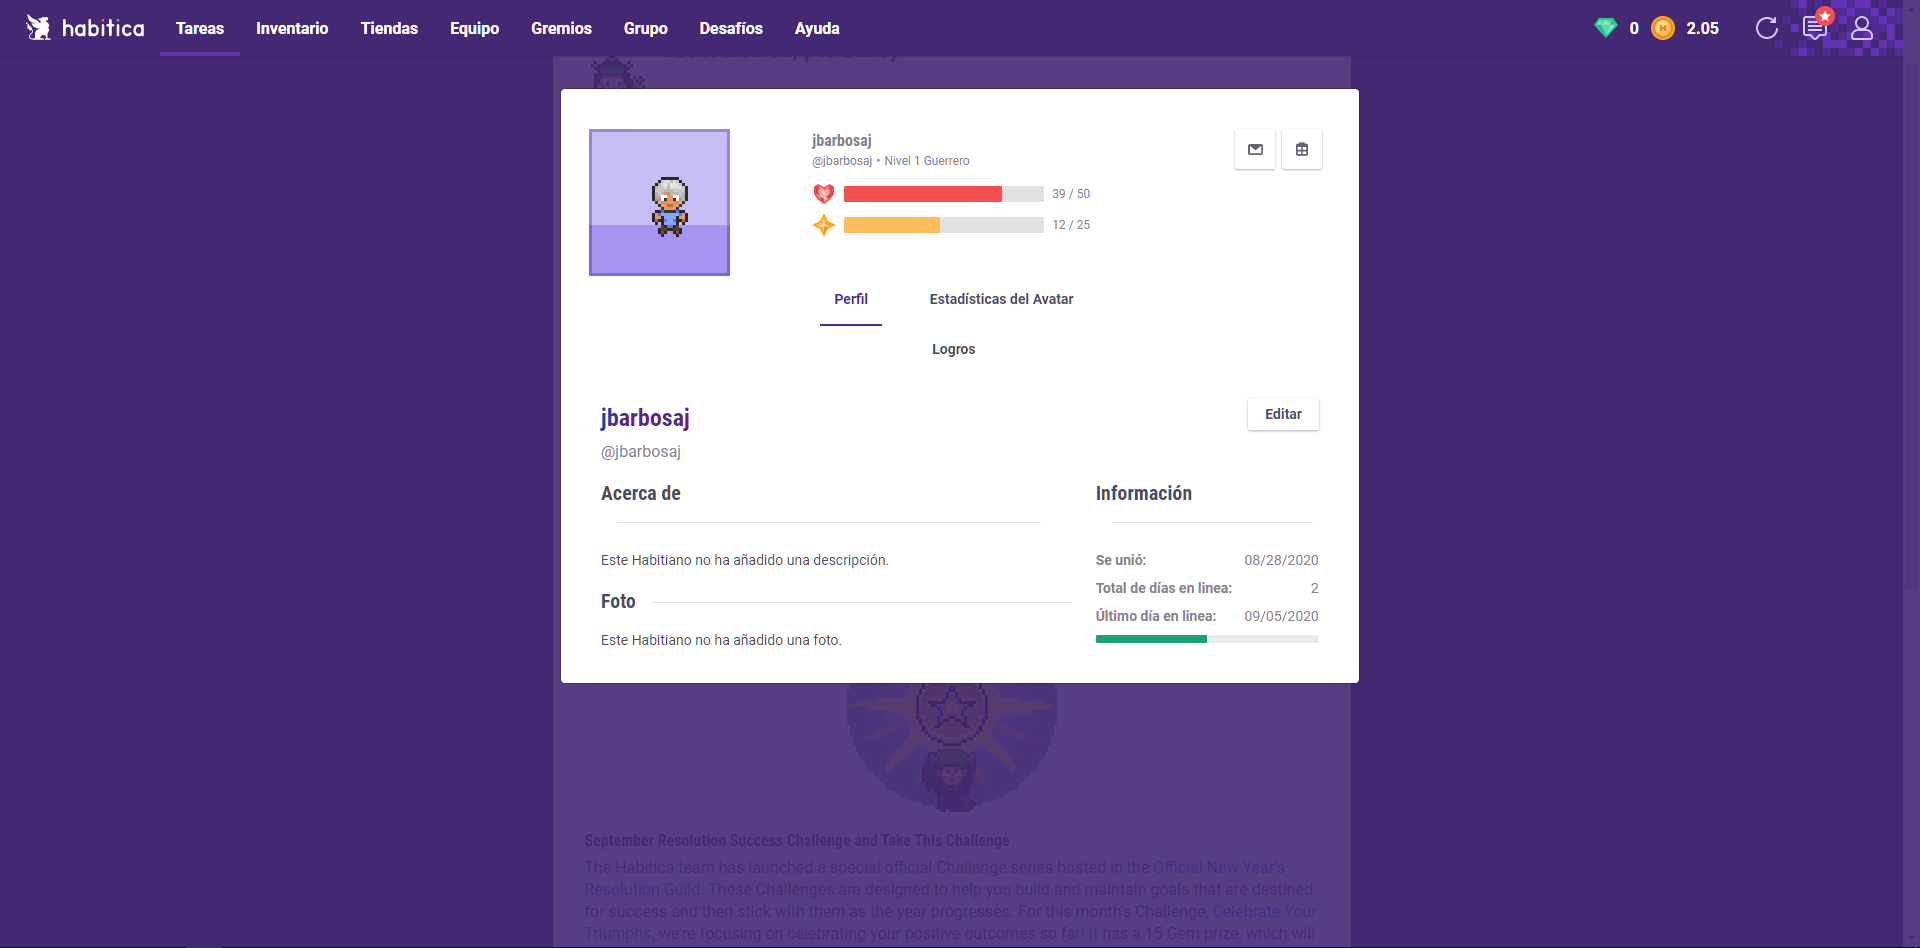 habitica Tareas Inventario Tiendas Equipo Gremios Grupo Desafíos Ayuda 0 2.05
jbarbosaj
@jbarbosaj • Nivel 1 Guerrero
39 / 50
12 / 25
Perfil Estadísticas del Avatar
Logros
jbarbosaj
Editar
@jbarbosaj
Acerca de
Este Habitiano no ha añadido una descripción.
Foto
Este Habitiano no ha añadido una foto.
Información
Se unió: 08/28/2020
Total de días en linea: 2
Último día en linea: 09/05/2020
September Resolution Success Challenge and Take This Challenge
The Habitica team has launched a special official Challenge series hosted in the Official New Year's
Resolution Guild. These Challenges are designed to help you build and maintain goals that are destined
for success and then stick with them as the year progresses. For this month's Challenge, Celebrate Your
Triumphs, we're focusing on celebrating your positive outcomes so far! It has a 15 Gem prize, which will